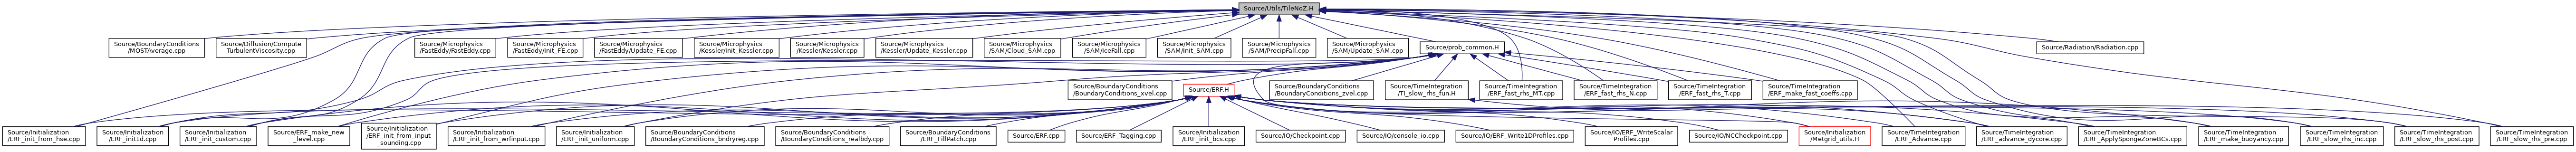 Source/Utils/TileNoZ.H
Source/BoundaryConditions
/MOSTAverage.cpp
Source/Diffusion/Compute
TurbulentViscosity.cpp
Source/Microphysics
/FastEddy/FastEddy.cpp
Source/Microphysics
/FastEddy/Init_FE.cpp
Source/Microphysics
/FastEddy/Update_FE.cpp
Source/Microphysics
/Kessler/Init_Kessler.cpp
Source/Microphysics
/Kessler/Kessler.cpp
Source/Microphysics
/Kessler/Update_Kessler.cpp
Source/Microphysics
/SAM/Cloud_SAM.cpp
Source/Microphysics
/SAM/IceFall.cpp
Source/Microphysics
/SAM/Init_SAM.cpp
Source/Microphysics
/SAM/PrecipFall.cpp
Source/Microphysics
/SAM/Update_SAM.cpp
Source/prob_common.H
Source/Radiation/Radiation.cpp
Source/BoundaryConditions
/BoundaryConditions_xvel.cpp
Source/ERF.H
Source/BoundaryConditions
/BoundaryConditions_zvel.cpp
Source/TimeIntegration
/TI_slow_rhs_fun.H
Source/TimeIntegration
/ERF_fast_rhs_MT.cpp
Source/TimeIntegration
/ERF_fast_rhs_N.cpp
Source/TimeIntegration
/ERF_fast_rhs_T.cpp
Source/TimeIntegration
/ERF_make_fast_coeffs.cpp
Source/Initialization
/ERF_init_from_hse.cpp
Source/Initialization
/ERF_init1d.cpp
Source/Initialization
/ERF_init_custom.cpp
Source/ERF_make_new
_level.cpp
Source/Initialization
/ERF_init_from_input
_sounding.cpp
Source/Initialization
/ERF_init_from_wrfinput.cpp
Source/Initialization
/ERF_init_uniform.cpp
Source/BoundaryConditions
/BoundaryConditions_bndryreg.cpp
Source/BoundaryConditions
/BoundaryConditions_realbdy.cpp
Source/BoundaryConditions
/ERF_FillPatch.cpp
Source/ERF.cpp
Source/ERF_Tagging.cpp
Source/Initialization
/ERF_init_bcs.cpp
Source/IO/Checkpoint.cpp
Source/IO/console_io.cpp
Source/IO/ERF_Write1DProfiles.cpp
Source/IO/ERF_WriteScalar
Profiles.cpp
Source/IO/NCCheckpoint.cpp
Source/Initialization
/Metgrid_utils.H
Source/TimeIntegration
/ERF_Advance.cpp
Source/TimeIntegration
/ERF_advance_dycore.cpp
Source/TimeIntegration
/ERF_ApplySpongeZoneBCs.cpp
Source/TimeIntegration
/ERF_make_buoyancy.cpp
Source/TimeIntegration
/ERF_slow_rhs_inc.cpp
Source/TimeIntegration
/ERF_slow_rhs_post.cpp
Source/TimeIntegration
/ERF_slow_rhs_pre.cpp